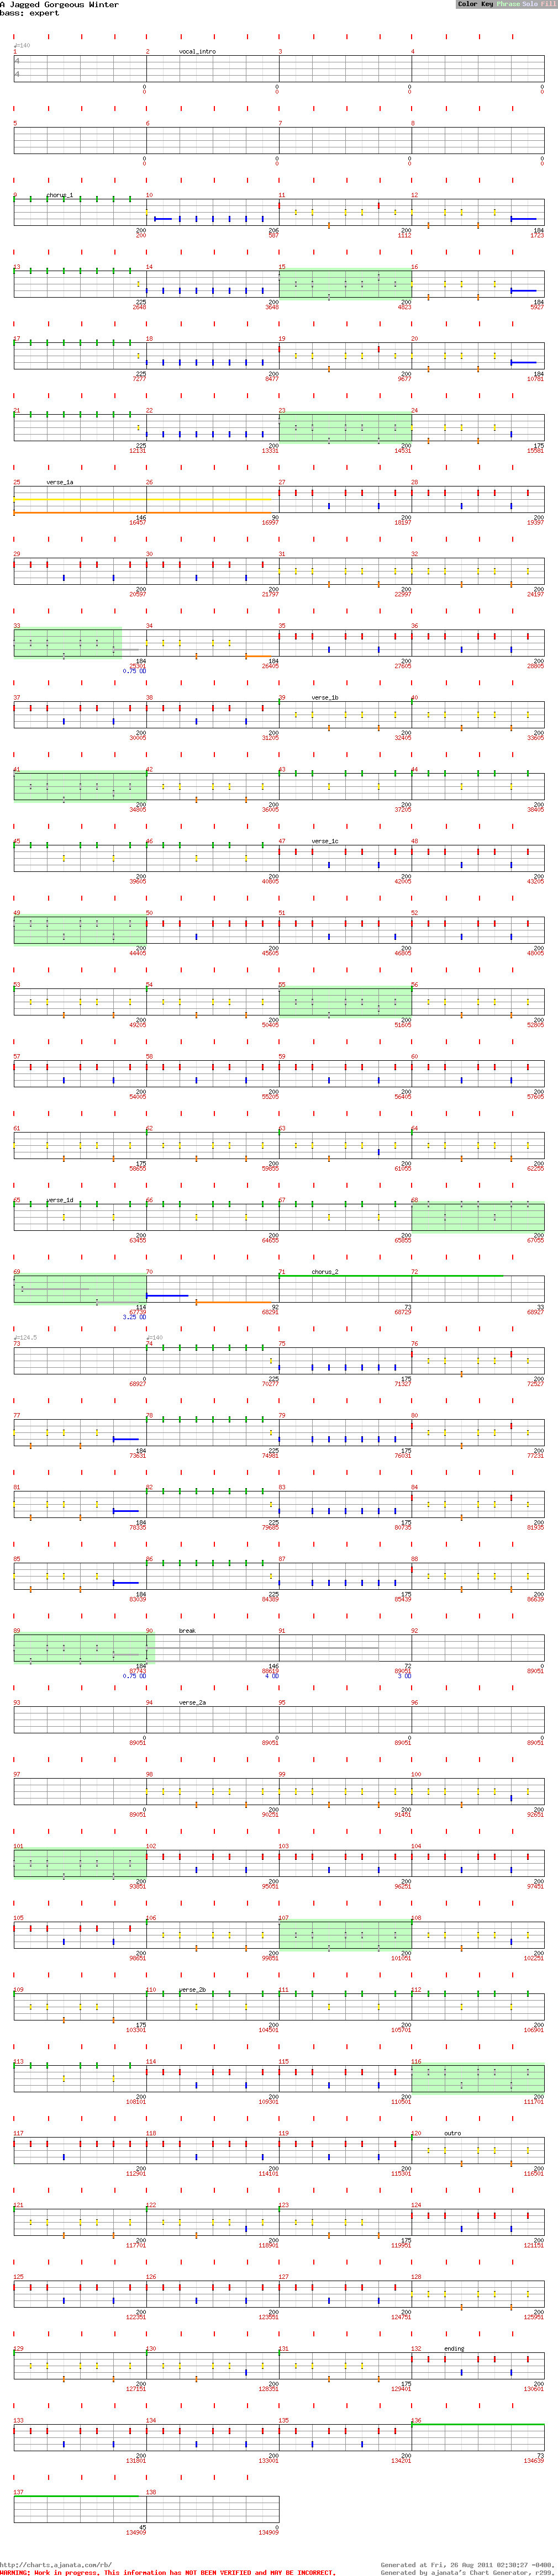 A Jagged Gorgeous Winter
bass: expert
Color Key Phrase Solo Fill
♩=140
1 2 vocal_intro 3 4
0 0 0 0
0 0 0 0
5 6 7 8
0 0 0 0
0 0 0 0
9 chorus_1 10 11 12
200 206 200 184
200 587 1112 1723
13 14 15 16
225 200 200 184
2648 3648 4823 5927
17 18 19 20
225 200 200 184
7277 8477 9677 10781
21 22 23 24
225 200 200 175
12131 13331 14531 15581
25 verse_1a 26 27 28
146 90 200 200
16457 16997 18197 19397
29 30 31 32
200 200 200 200
20597 21797 22997 24197
33 34 35 36
184 184 200 200
25301 26405 27605 28805
0.75 OD
37 38 39 verse_1b 40
200 200 200 200
30005 31205 32405 33605
41 42 43 44
200 200 200 200
34805 36005 37205 38405
45 46 47 verse_1c 48
200 200 200 200
39605 40805 42005 43205
49 50 51 52
200 200 200 200
44405 45605 46805 48005
53 54 55 56
200 200 200 200
49205 50405 51605 52805
57 58 59 60
200 200 200 200
54005 55205 56405 57605
61 62 63 64
175 200 200 200
58655 59855 61055 62255
65 verse_1d 66 67 68
200 200 200 200
63455 64655 65855 67055
69 70 71 chorus_2 72
114 92 73 33
67739 68291 68729 68927
3.25 OD
♩=124.5 ♩=140
73 74 75 76
0 225 175 200
68927 70277 71327 72527
77 78 79 80
184 225 175 200
73631 74981 76031 77231
81 82 83 84
184 225 175 200
78335 79685 80735 81935
85 86 87 88
184 225 175 200
83039 84389 85439 86639
89 90 break 91 92
184 146 72 0
87743 88619 89051 89051
0.75 OD 4 OD 3 OD
93 94 verse_2a 95 96
0 0 0 0
89051 89051 89051 89051
97 98 99 100
0 200 200 200
89051 90251 91451 92651
101 102 103 104
200 200 200 200
93851 95051 96251 97451
105 106 107 108
200 200 200 200
98651 99851 101051 102251
109 110 verse_2b 111 112
175 200 200 200
103301 104501 105701 106901
113 114 115 116
200 200 200 200
108101 109301 110501 111701
117 118 119 120 outro
200 200 200 200
112901 114101 115301 116501
121 122 123 124
200 200 175 200
117701 118901 119951 121151
125 126 127 128
200 200 200 200
122351 123551 124751 125951
129 130 131 132 ending
200 200 175 200
127151 128351 129401 130601
133 134 135 136
200 200 200 73
131801 133001 134201 134639
137 138
45 0
134909 134909
http://charts.ajanata.com/rb/
Generated at Fri, 26 Aug 2011 02:30:27 -0400.
WARNING: Work in progress. This information has NOT BEEN VERIFIED and MAY BE INCORRECT.
Generated by ajanata's Chart Generator, r299.